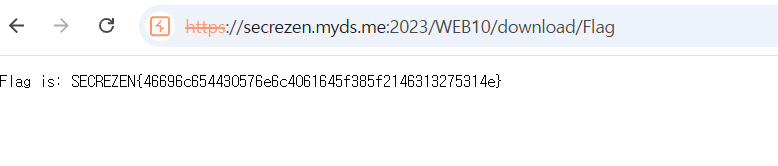 https://secrezen.myds.me:2023/WEB10/download/Flag
Flag is: SECREZEN{46696c654430576e6c4061645f385f2146313275314e}